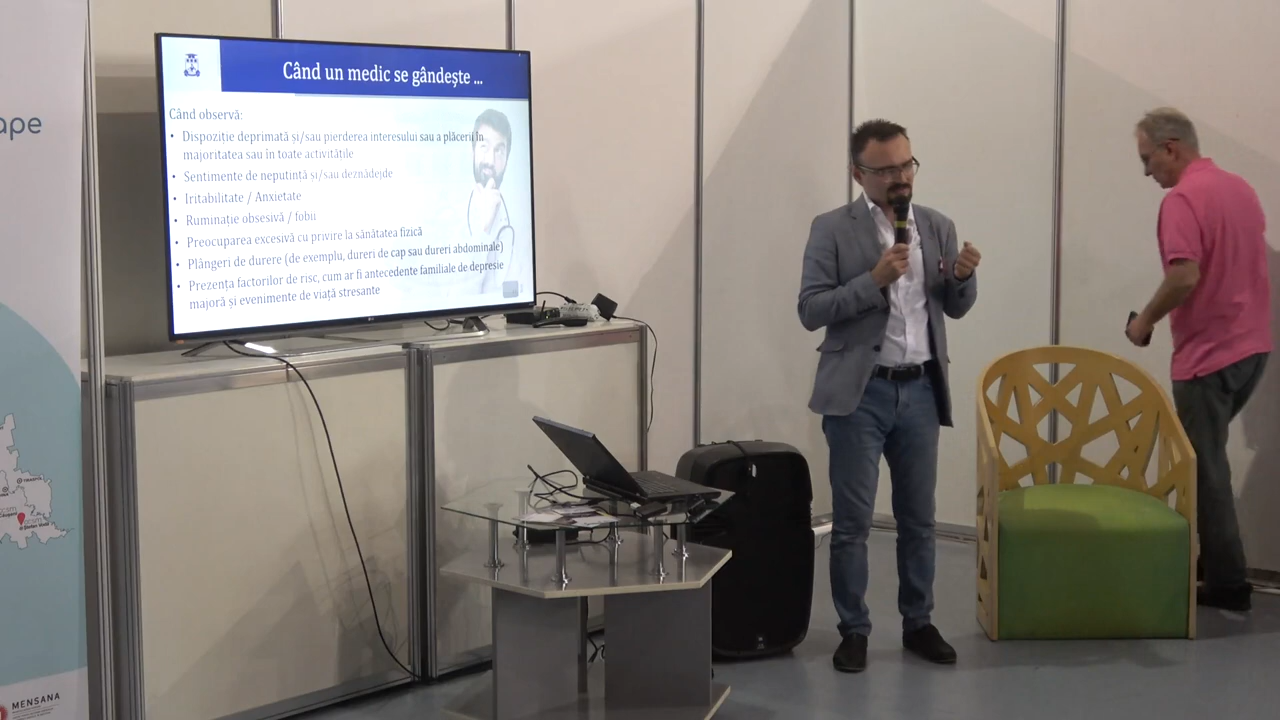 Când un medic se gândește ...
Când observă:
• Dispoziție deprimată și/sau pierderea interesului sau a plăcerii în
majoritatea sau în toate activitățile
• Sentimente de neputință și/sau deznădejde
• Iritabilitate / Anxietate
• Ruminație obsesivă / fobii
• Preocuparea excesivă cu privire la sănătatea fizică
• Plângeri de durere (de exemplu, dureri de cap sau dureri abdominale)
• Prezența factorilor de risc, cum ar fi antecedente familiale de depresie
majoră și evenimente de viață stresante
ape
MENSANA